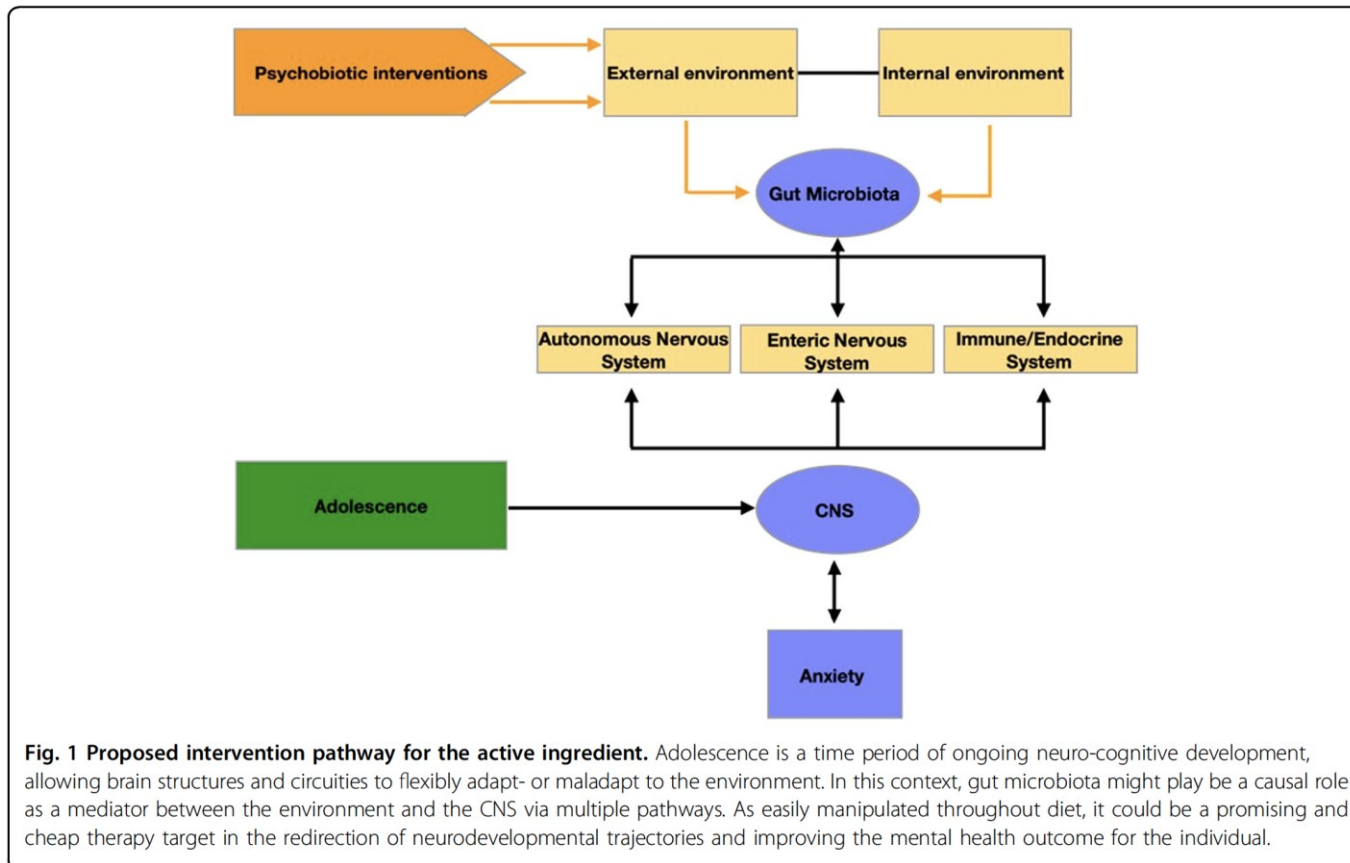 Psychobiotic interventions
External environment
Internal environment
Gut Microbiota
Autonomous Nervous
System
Enteric Nervous
System
Immune/Endocrine
System
Adolescence
CNS
Anxiety
Fig. 1 Proposed intervention pathway for the active ingredient. Adolescence is a time period of ongoing neuro-cognitive development,
allowing brain structures and circuities to flexibly adapt- or maladapt to the environment. In this context, gut microbiota might play be a causal role
as a mediator between the environment and the CNS via multiple pathways. As easily manipulated throughout diet, it could be a promising and
cheap therapy target in the redirection of neurodevelopmental trajectories and improving the mental health outcome for the individual.